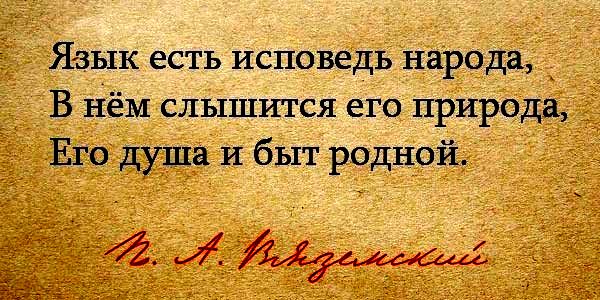 Язык есть исповедь народа,
В нём слышится его природа,
Его душа и быт родной.
П. А. Вяземский